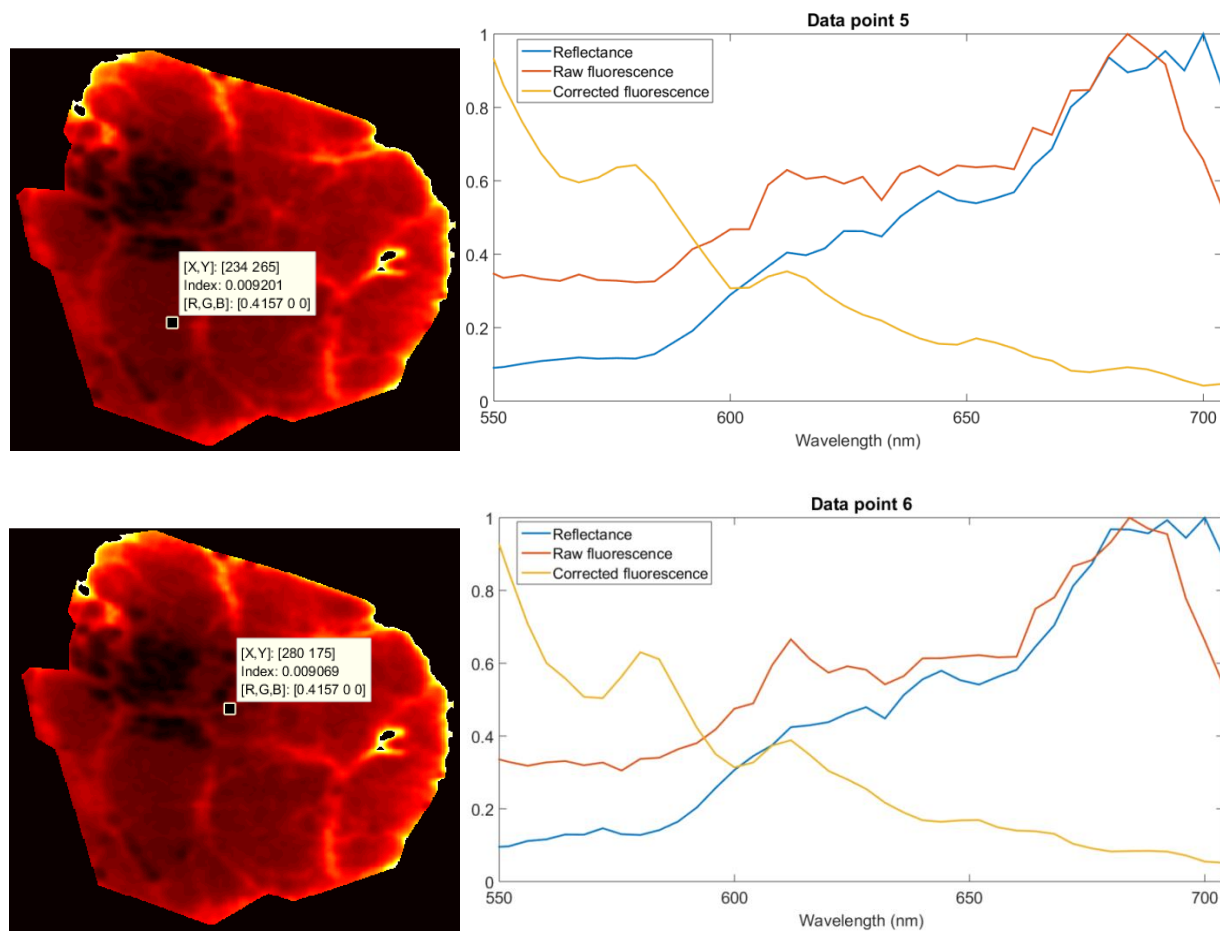 Data point 5
Reflectance
Raw fluorescence
Corrected fluorescence
[X,Y]: [234 265]
Index: 0.009201
[R,G,B]: [0.4157 0 0]
1
0.8
0.6
0.4
0.2
0
550
600
650
700
Wavelength (nm)
Data point 6
Reflectance
Raw fluorescence
Corrected fluorescence
[X,Y]: [280 175]
Index: 0.009069
[R,G,B]: [0.4157 0 0]
1
0.8
0.6
0.4
0.2
0
550
600
650
700
Wavelength (nm)